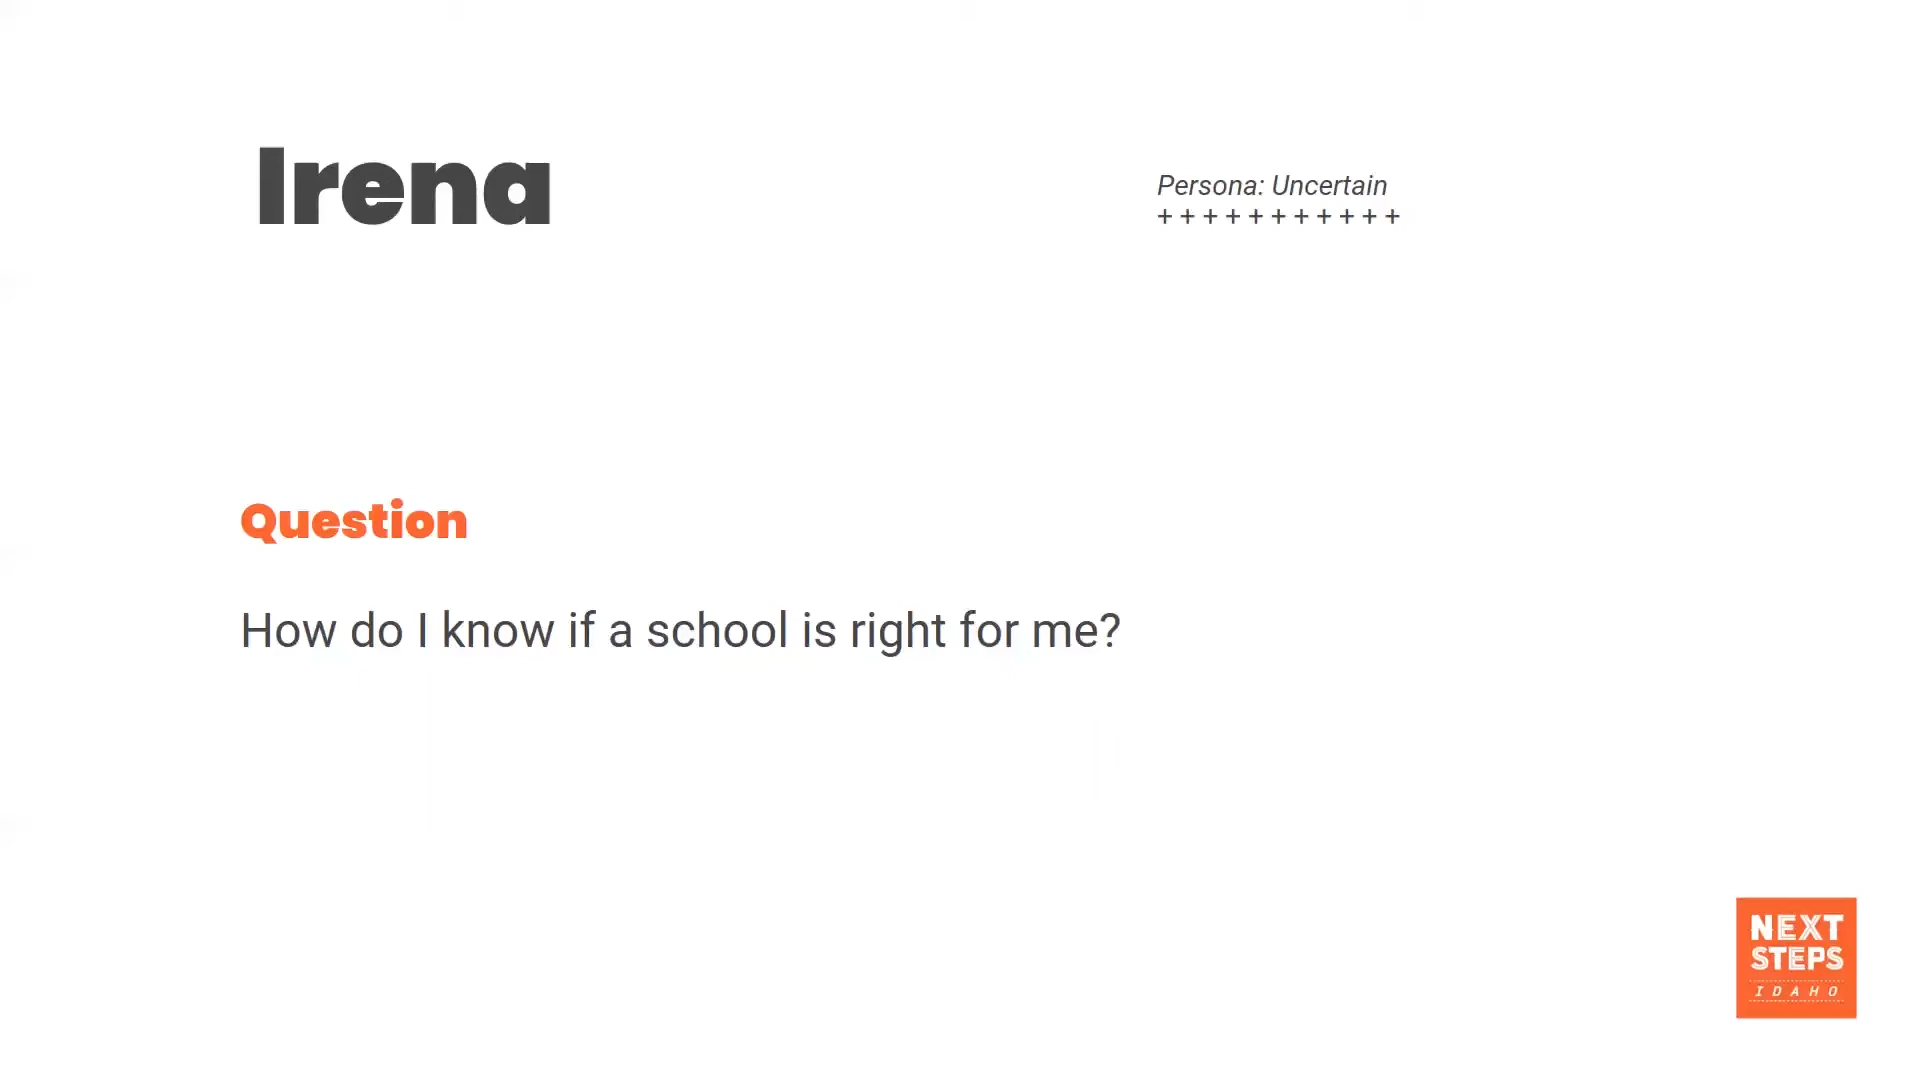 Irena
Persona: Uncertain
+ + + + + + + + + + +
Question
How do I know if a school is right for me?
NEXT
STEPS
IDAHO